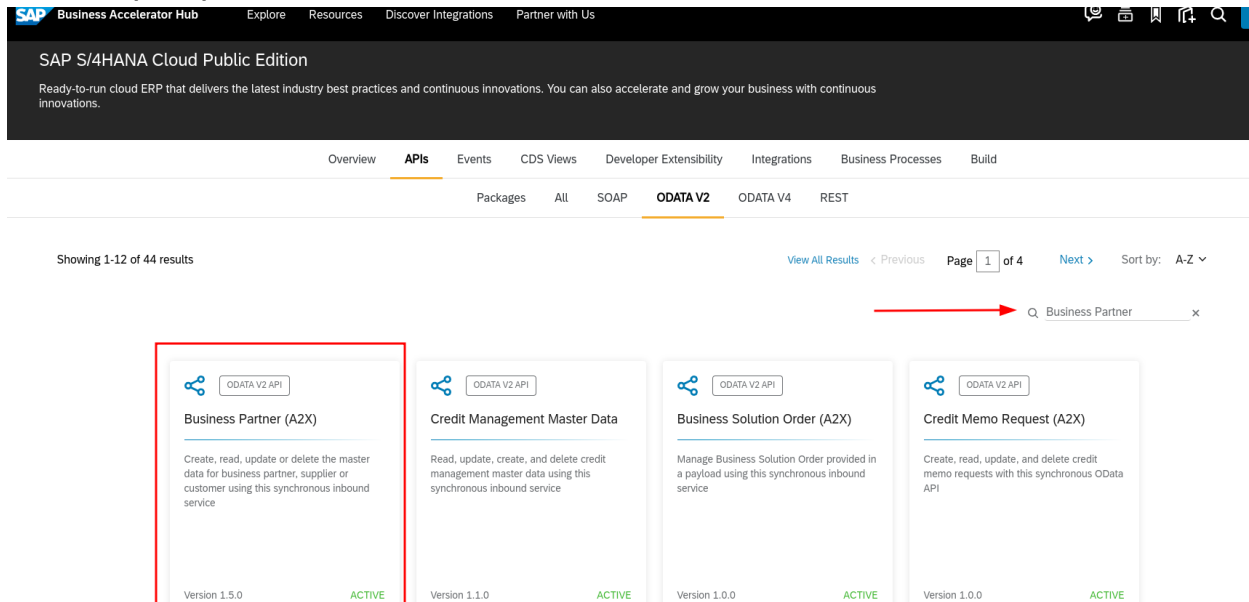 SAP Business Accelerator Hub Explore Resources Discover Integrations Partner with Us
SAP S/4HANA Cloud Public Edition
Ready-to-run cloud ERP that delivers the latest industry best practices and continuous innovations. You can also accelerate and grow your business with continuous
innovations.
Overview APIs Events CDS Views Developer Extensibility Integrations Business Processes Build
Packages All SOAP ODATA V2 ODATA V4 REST
Showing 1-12 of 44 results View All Results < Previous Page 1 of 4 Next > Sort by: A-Z
Business Partner ×
ODATA V2 API
Business Partner (A2X)
Create, read, update or delete the master
data for business partner, supplier or
customer using this synchronous inbound
service
Version 1.5.0 ACTIVE
ODATA V2 API
Credit Management Master Data
Read, update, create, and delete credit
management master data using this
synchronous inbound service
Version 1.1.0 ACTIVE
ODATA V2 API
Business Solution Order (A2X)
Manage Business Solution Order provided in
a payload using this synchronous inbound
service
Version 1.0.0 ACTIVE
ODATA V2 API
Credit Memo Request (A2X)
Create, read, update, and delete credit
memo requests with this synchronous OData
API
Version 1.0.0 ACTIVE